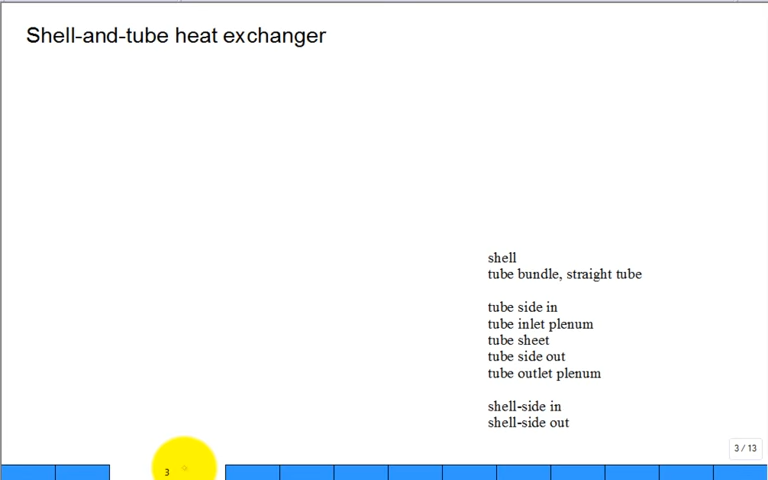 Shell-and-tube heat exchanger
shell
tube bundle, straight tube
tube side in
tube inlet plenum
tube sheet
tube side out
tube outlet plenum
shell-side in
shell-side out
3 / 13
3